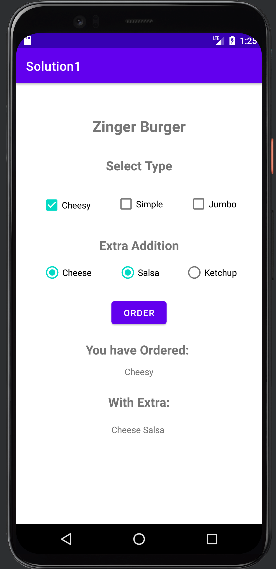 1:25
Solution1
Zinger Burger
Select Type
Cheesy Simple Jumbo
Extra Addition
Cheese Salsa Ketchup
ORDER
You have Ordered:
Cheesy
With Extra:
Cheese Salsa